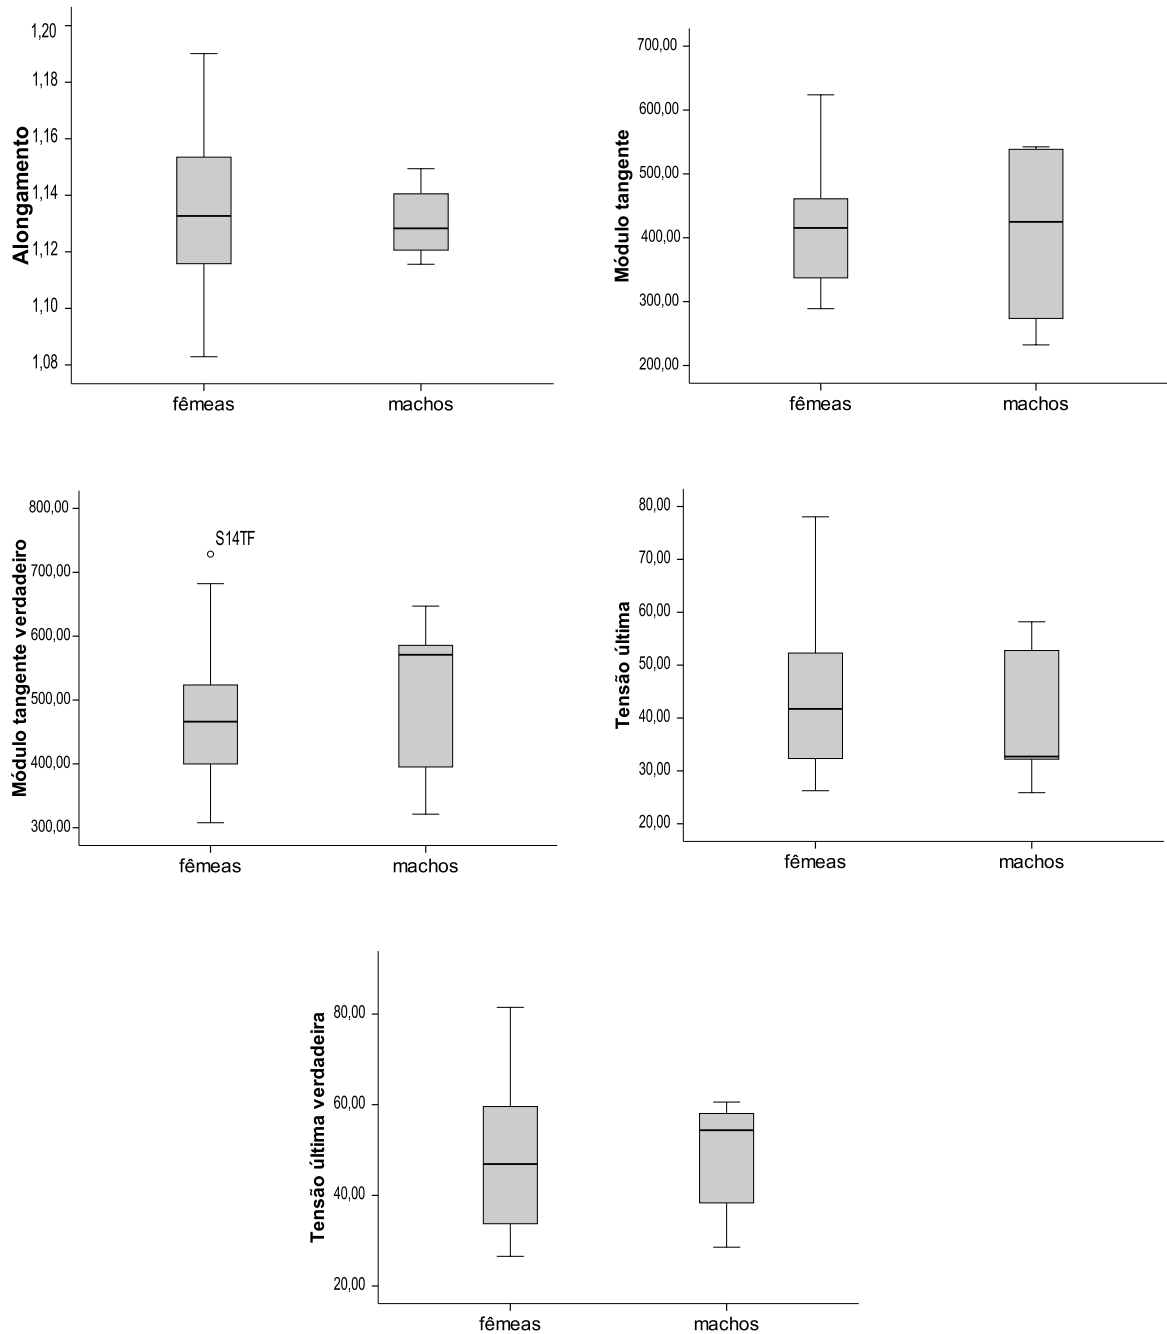 Alongamento
1,20
1,18
1,16
1,14
1,12
1,10
1,08
fêmeas machos
Módulo tangente
700,00
600,00
500,00
400,00
300,00
200,00
fêmeas machos
Módulo tangente verdadeiro
800,00
700,00
600,00
500,00
400,00
300,00
S14TF
fêmeas machos
Tensão última
80,00
70,00
60,00
50,00
40,00
30,00
20,00
fêmeas machos
Tensão última verdadeira
80,00
60,00
40,00
20,00
fêmeas machos